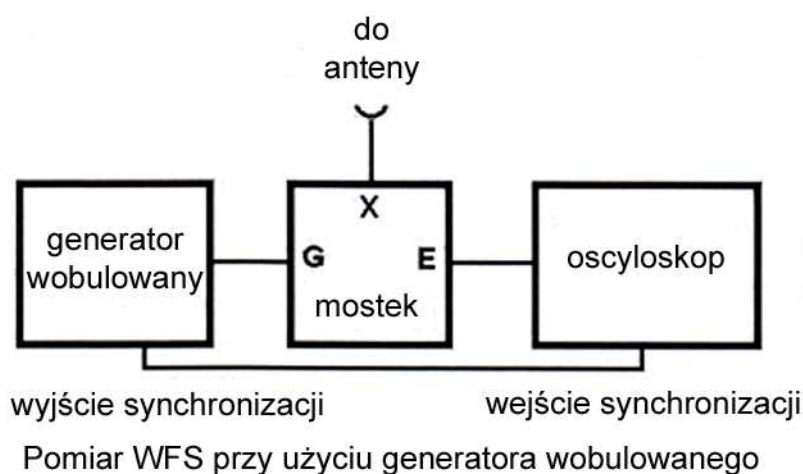 do
anteny
X
generator
wobulowany
G
E
mostek
oscyloskop
wyjście synchronizacji
wejście synchronizacji
Pomiar WFS przy użyciu generatora wobulowanego